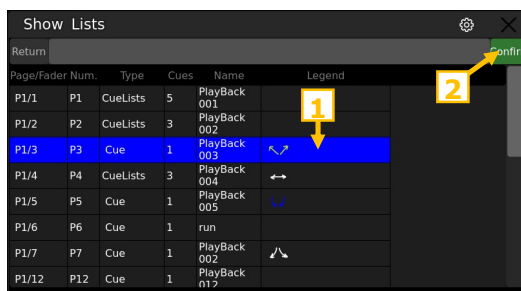 Show Lists
Return Confir
Page/Fader Num. Type Cues Name Legend
P1/1 P1 CueLists 5 PlayBack 001
1
2
P1/2 P2 CueLists 3 PlayBack 002
P1/3 P3 Cue 1 PlayBack 003
P1/4 P4 CueLists 3 PlayBack 004
P1/5 P5 Cue 1 PlayBack 005
P1/6 P6 Cue 1 run
P1/7 P7 Cue 1 PlayBack 002
P1/12 P12 Cue 1 PlayBack 012